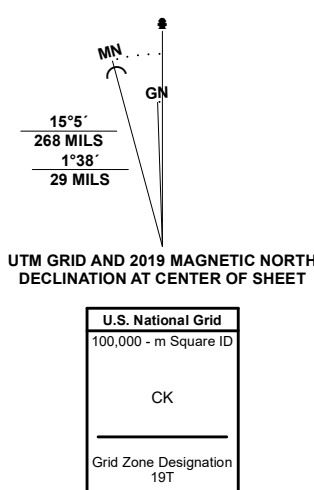 MN
GN
15°5´
268 MILS
1°38´
29 MILS
UTM GRID AND 2019 MAGNETIC NORTH
DECLINATION AT CENTER OF SHEET
U.S. National Grid
100,000 - m Square ID
CK
Grid Zone Designation
19T